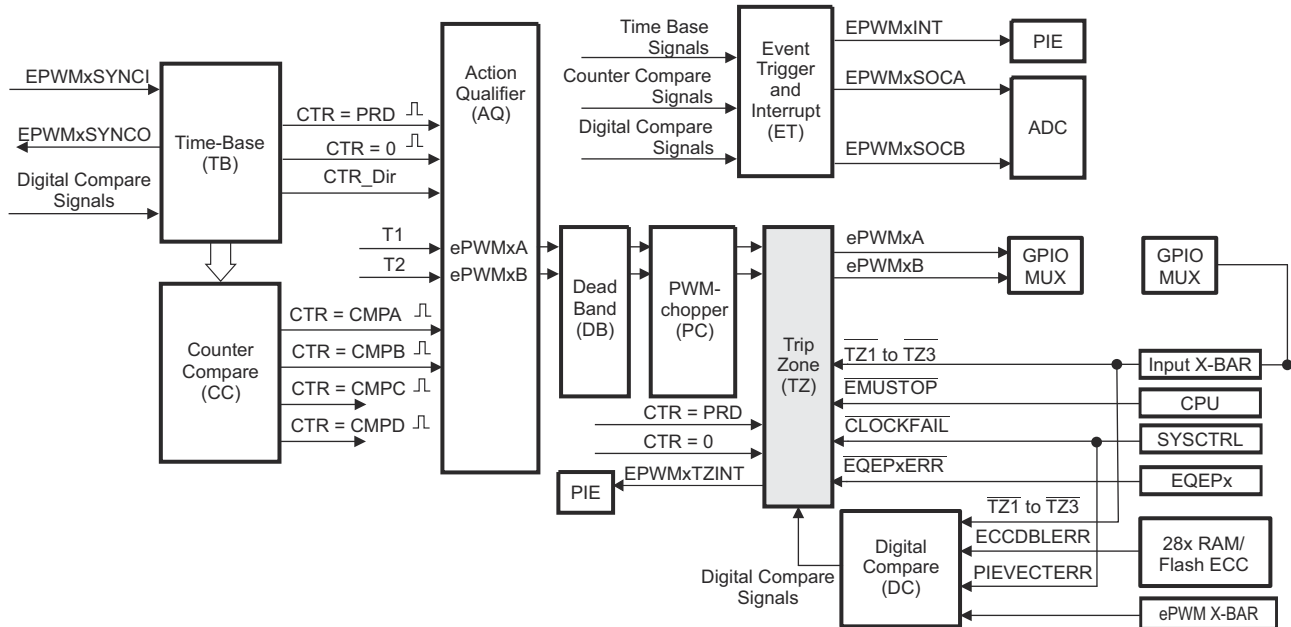 EPWMxSYNCI
EPWMxSYNCO
Digital Compare
Signals
Time-Base
(TB)
CTR = PRD
CTR = 0
CTR_Dir
T1
T2
Counter
Compare
(CC)
CTR = CMPA
CTR = CMPB
CTR = CMPC
CTR = CMPD
Action
Qualifier
(AQ)
ePWMxA
ePWMxB
Dead
Band
(DB)
PWM-
chopper
(PC)
Time Base
Signals
Counter Compare
Signals
Digital Compare
Signals
Event
Trigger
and
Interrupt
(ET)
EPWMxINT
EPWMxSOCA
EPWMxSOCB
PIE
ADC
Trip
Zone
(TZ)
ePWMxA
ePWMxB
GPIO
MUX
GPIO
MUX
TZ1 to TZ3
Input X-BAR
EMUSTOP
CPU
CLOCKFAIL
SYSCTRL
EQEPxERR
EQEPx
CTR = PRD
CTR = 0
EPWMxTZINT
PIE
Digital Compare
Signals
Digital
Compare
(DC)
TZ1 to TZ3
ECCDBLERR
PIEVECTERR
28x RAM/
Flash ECC
ePWM X-BAR